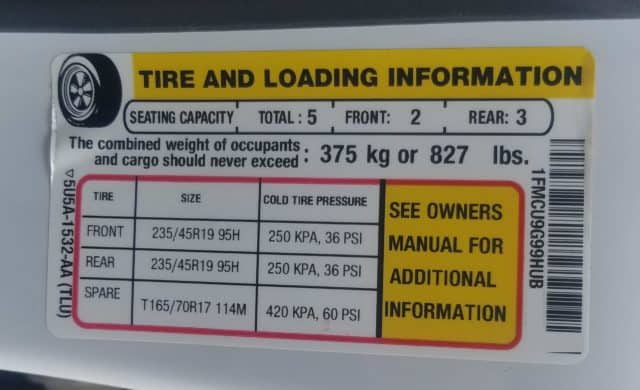 TIRE AND LOADING INFORMATION
SEATING CAPACITY TOTAL : 5 FRONT: 2 REAR: 3
The combined weight of occupants and cargo should never exceed : 375 kg or 827 lbs.
TIRE SIZE COLD TIRE PRESSURE
FRONT 235/45R19 95H 250 KPA, 36 PSI
REAR 235/45R19 95H 250 KPA, 36 PSI
SPARE T165/70R17 114M 420 KPA, 60 PSI
SEE OWNERS
MANUAL FOR
ADDITIONAL
INFORMATION
5U5A-1532-AA (TLU)
1FMCU9G99HUB